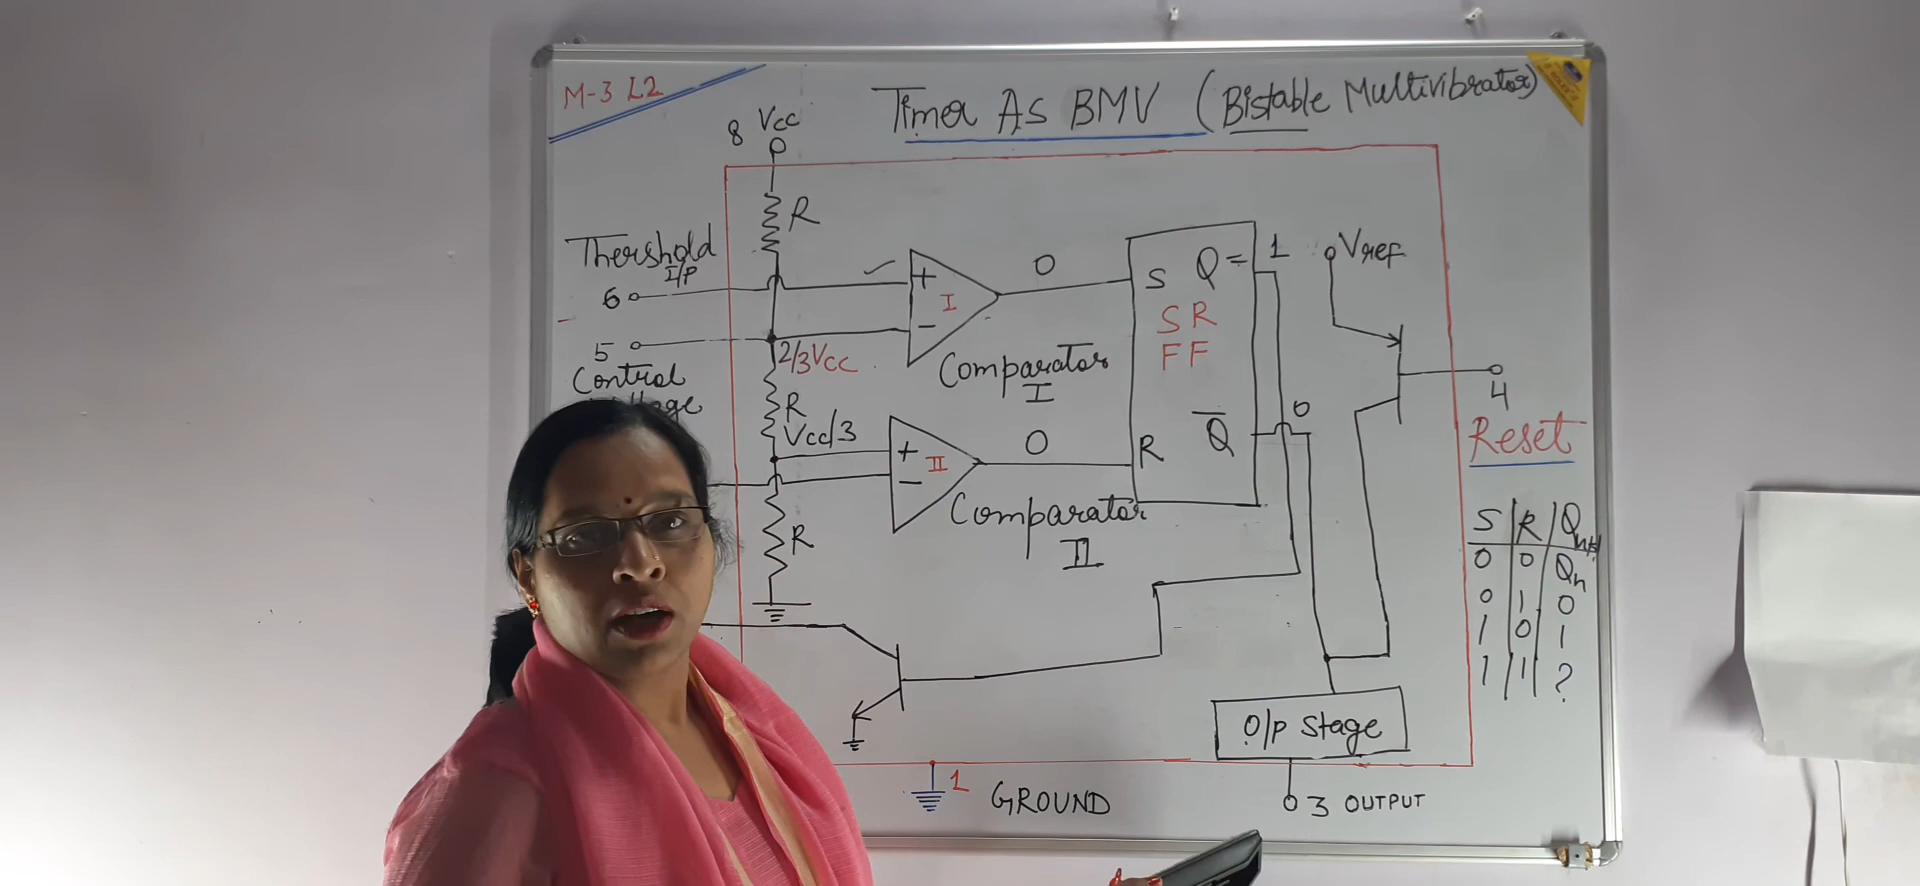 M-3 L2
Timer As BMV (Bistable Multivibrator)
8 Vcc
R
Thershold
I/P
6
5
Control
2/3Vcc
+
I
-
Comparator
I
0
S Q = 1
SR
FF
R Q̅
0
Vref
4
Reset
R
Vcc/3
+
II
-
Comparator
II
0
R
S R Qn+1
0 0 Qn
0 1 0
1 0 1
1 1 ?
O/p Stage
1 GROUND
3 OUTPUT